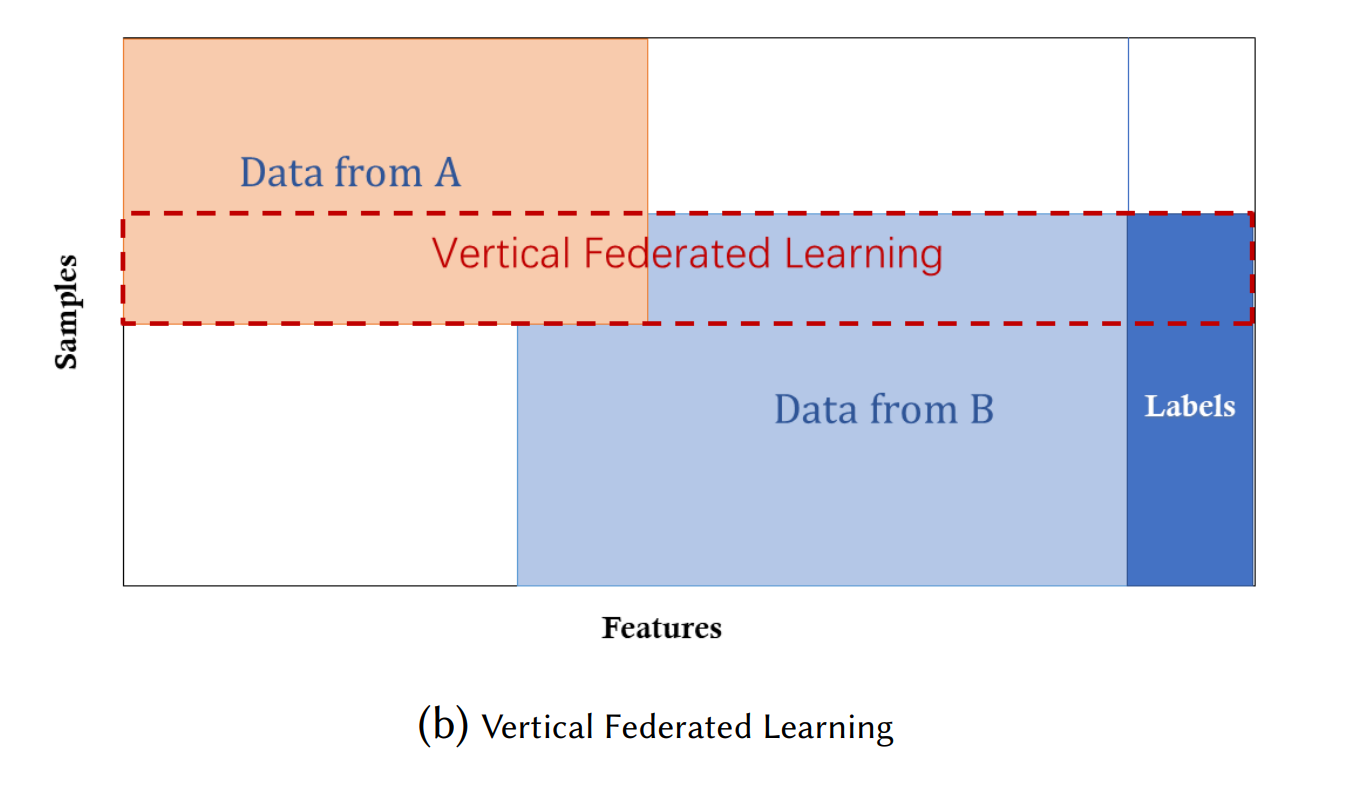 Data from A
Vertical Federated Learning
Samples
Data from B
Labels
Features
(b) Vertical Federated Learning